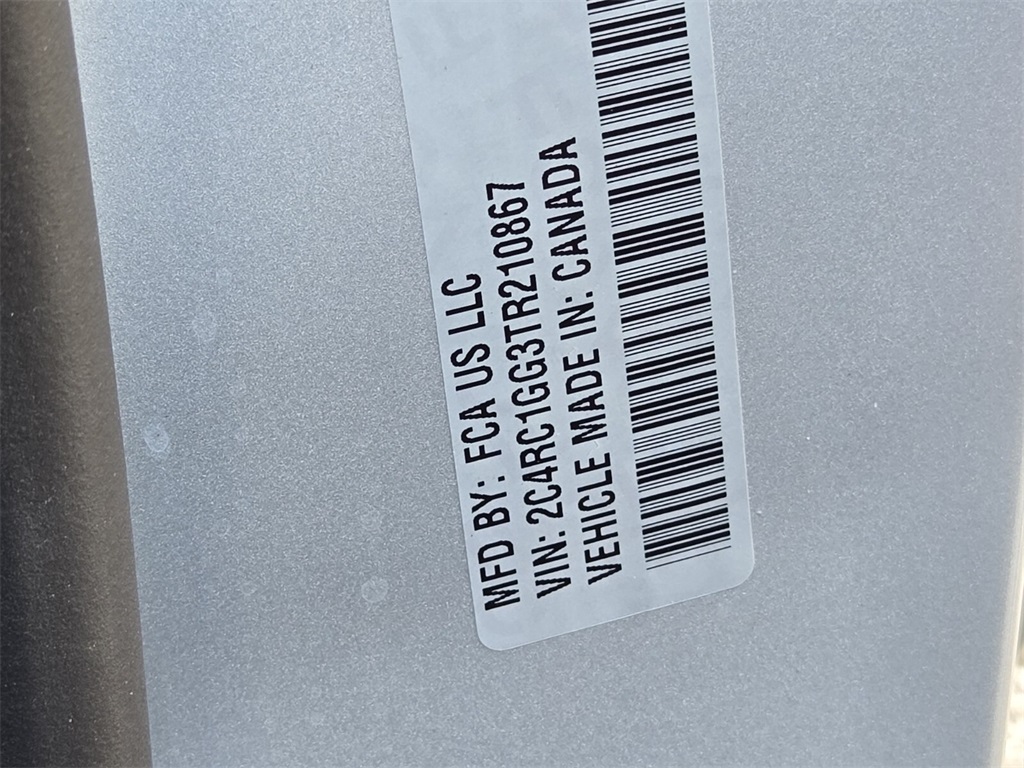 MFD BY: FCA US LLC
VIN: 2C4RC1GG3TR210867
VEHICLE MADE IN: CANADA